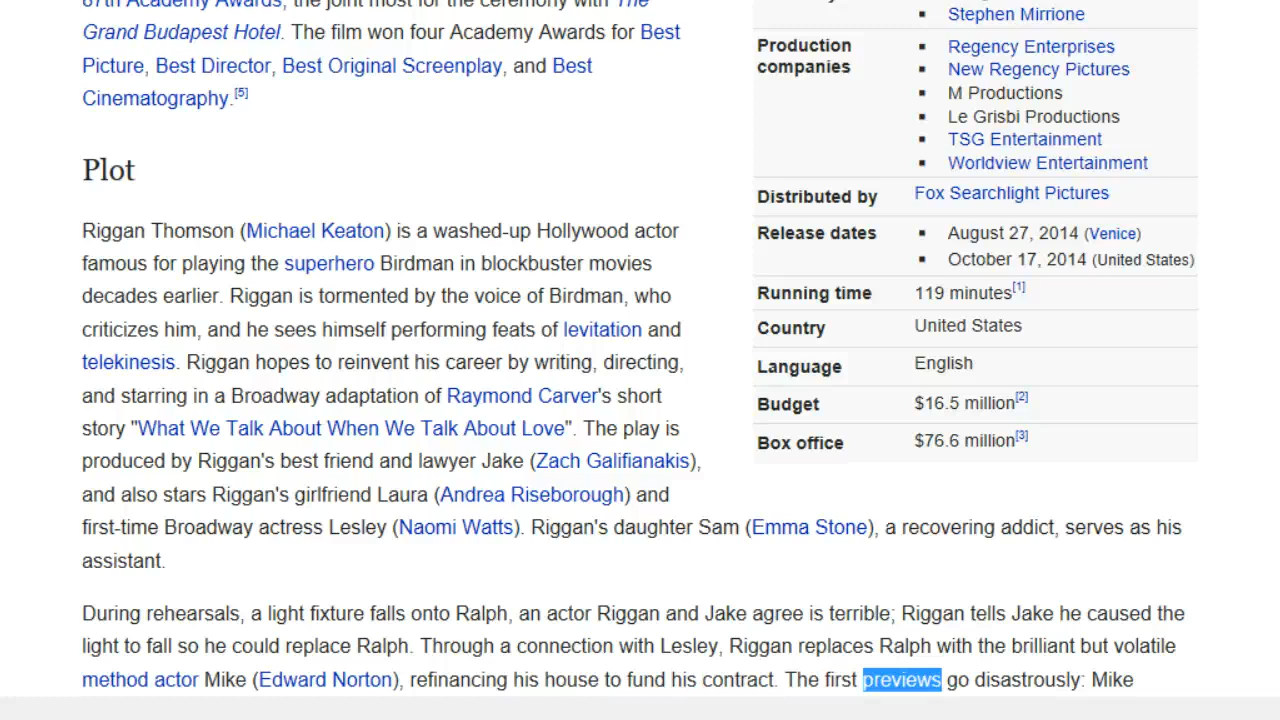 87th Academy Awards, the joint most for the ceremony with The
Grand Budapest Hotel. The film won four Academy Awards for Best
Picture, Best Director, Best Original Screenplay, and Best
Cinematography.[5]
Plot
Riggan Thomson (Michael Keaton) is a washed-up Hollywood actor
famous for playing the superhero Birdman in blockbuster movies
decades earlier. Riggan is tormented by the voice of Birdman, who
criticizes him, and he sees himself performing feats of levitation and
telekinesis. Riggan hopes to reinvent his career by writing, directing,
and starring in a Broadway adaptation of Raymond Carver's short
story "What We Talk About When We Talk About Love". The play is
produced by Riggan's best friend and lawyer Jake (Zach Galifianakis),
and also stars Riggan's girlfriend Laura (Andrea Riseborough) and
first-time Broadway actress Lesley (Naomi Watts). Riggan's daughter Sam (Emma Stone), a recovering addict, serves as his
assistant.
During rehearsals, a light fixture falls onto Ralph, an actor Riggan and Jake agree is terrible; Riggan tells Jake he caused the
light to fall so he could replace Ralph. Through a connection with Lesley, Riggan replaces Ralph with the brilliant but volatile
method actor Mike (Edward Norton), refinancing his house to fund his contract. The first previews go disastrously: Mike
▪ Stephen Mirrione
Production companies
▪ Regency Enterprises
▪ New Regency Pictures
▪ M Productions
▪ Le Grisbi Productions
▪ TSG Entertainment
▪ Worldview Entertainment
Distributed by Fox Searchlight Pictures
Release dates
▪ August 27, 2014 (Venice)
▪ October 17, 2014 (United States)
Running time 119 minutes[1]
Country United States
Language English
Budget $16.5 million[2]
Box office $76.6 million[3]